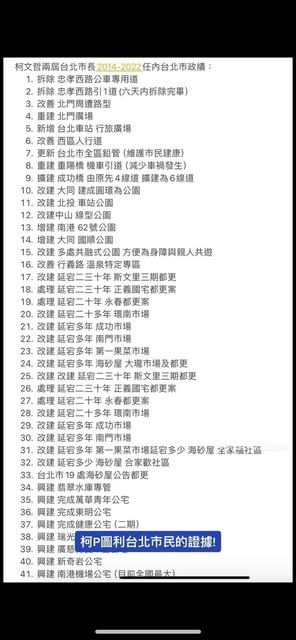 柯文哲兩屆台北市長2014-2022任內台北市政績：
1. 拆除 忠孝西路公車專用道
2. 拆除 忠孝西路引1道 (六天内拆除完畢)
3. 改善 北門周遭路型
4. 重建 北門廣場
5. 新增 台北車站 行旅廣場
6. 改善 西區人行道
7. 更新 台北市全區鉛管 (維護市民建康)
8. 重建 重陽橋 機車引道 (減少車禍發生)
9. 擴建 成功橋 由原先4線道 擴建為6線道
10. 改建 大同 建成圓環為公園
11. 改建 北投 車站公園
12. 改建中山 線型公園
13. 增建 南港 62號公園
14. 增建 大同 國順公園
15. 改建 多處共融式公園 方便為身障與親人共遊
16. 改善 行義路 溫泉特定專區
17. 改建 延宕二三十年 斯文里三期都更
18. 處理 延宕二三十年 正義國宅都更案
19. 處理 延宕二十年 永春都更案
20. 改建 延宕二十多年 環南市場
21. 改建 延宕多年 成功市場
22. 改建 延宕多年 南門市場
23. 改建 延宕多年 第一果菜市場
24. 改建 延宕多年 海砂屋 大瓏市場及都更
25. 改建 改建 延宕二三十年 斯文里三期都更
26. 處理 延宕二三十年 正義國宅都更案
27. 處理 延宕二十年 永春都更案
28. 改建 延宕二十多年 環南市場
29. 改建 延宕多年 成功市場
30. 改建 延宕多年 南門市場
31. 改建 延宕多年 第一果菜市場延宕多少 海砂屋 全家福社區
32. 改建 延宕多少 海砂屋 合家歡社區
33. 台北市19處海砂屋公告都更
34. 興建 翡翠水庫專管
35. 興建 完成萬華青年公宅
36. 興建 完成東明公宅
37. 興建 完成健康公宅 (二期)
38. 興建 瑞光
39. 興建 廣慈
40. 興建 新奇岩公宅
41. 興建 南港機場公宅 (目前全國最大)
柯P圖利台北市民的證據!